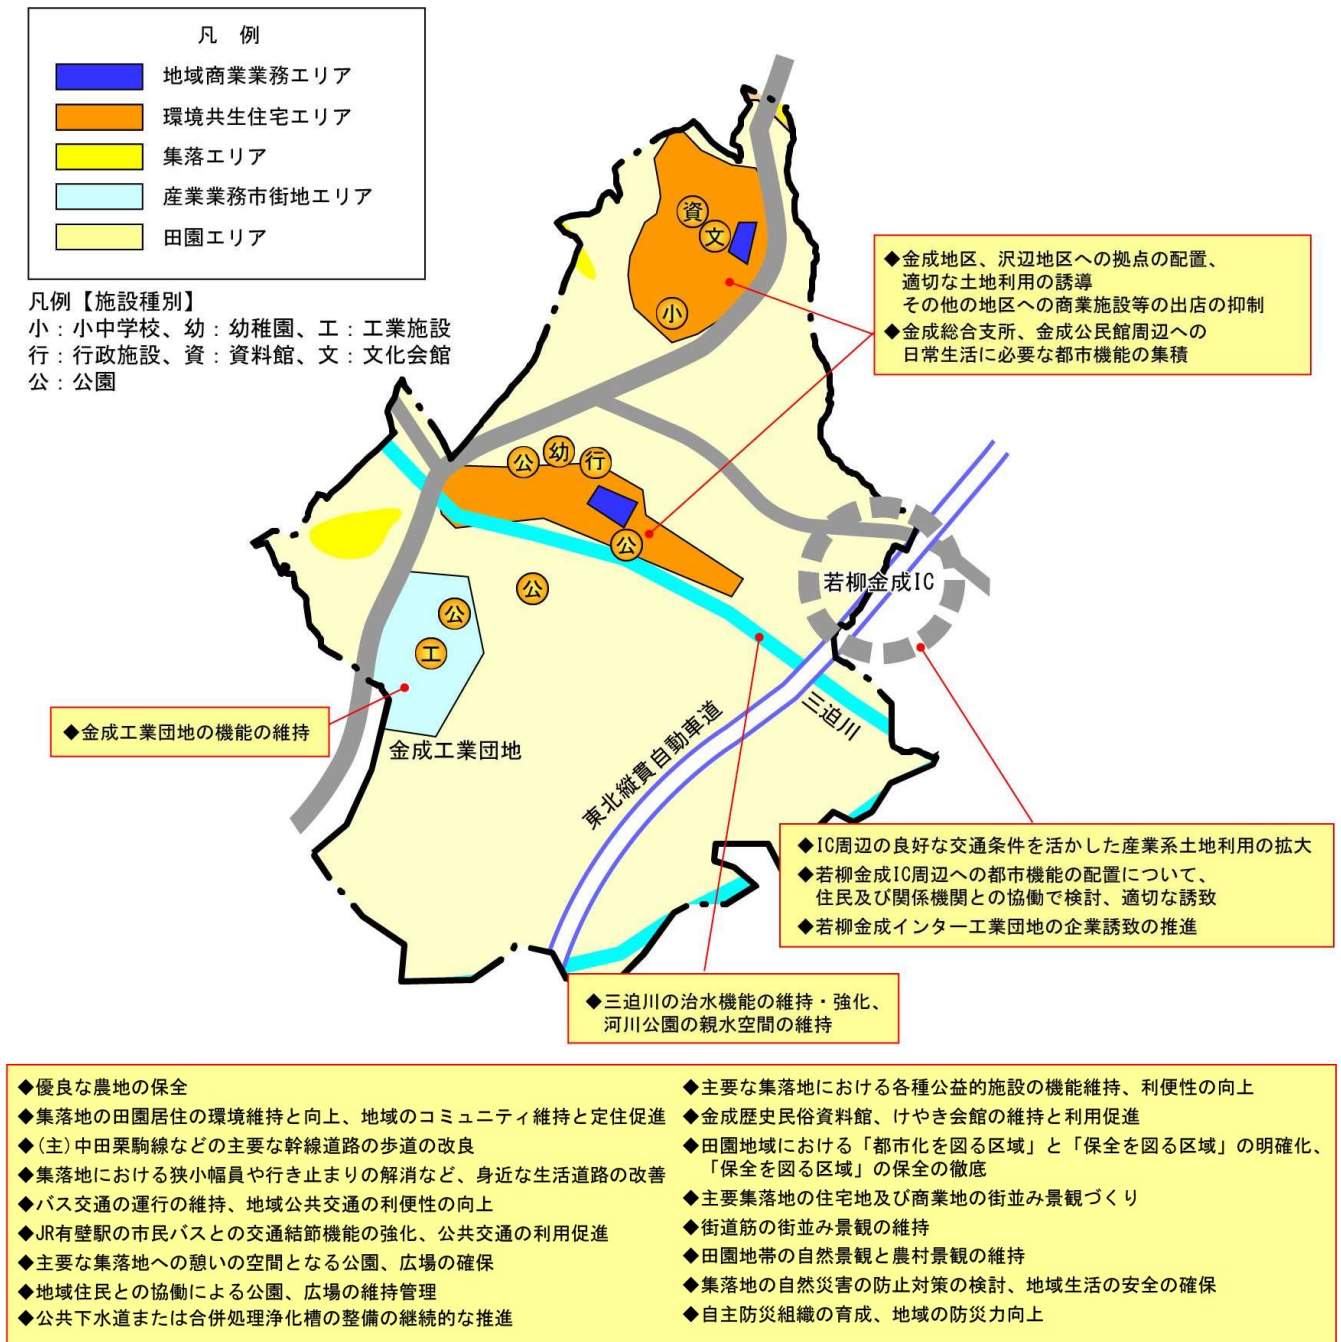 凡 例
地域商業業務エリア
環境共生住宅エリア
集落エリア
産業業務市街地エリア
田園エリア
凡例【施設種別】
小：小中学校、幼：幼稚園、工：工業施設
行：行政施設、資：資料館、文：文化会館
公：公園
資
文
小
◆金成地区、沢辺地区への拠点の配置、
適切な土地利用の誘導
その他の地区への商業施設等の出店の抑制
◆金成総合支所、金成公民館周辺への
日常生活に必要な都市機能の集積
公
幼
行
公
公
公
工
若柳金成IC
◆金成工業団地の機能の維持
金成工業団地
東北縦貫自動車道
三迫川
◆IC周辺の良好な交通条件を活かした産業系土地利用の拡大
◆若柳金成IC周辺への都市機能の配置について、
住民及び関係機関との協働で検討、適切な誘致
◆若柳金成インター工業団地の企業誘致の推進
◆三迫川の治水機能の維持・強化、
河川公園の親水空間の維持
◆優良な農地の保全
◆集落地の田園居住の環境維持と向上、地域のコミュニティ維持と定住促進
◆(主)中田栗駒線などの主要な幹線道路の歩道の改良
◆集落地における狭小幅員や行き止まりの解消など、身近な生活道路の改善
◆バス交通の運行の維持、地域公共交通の利便性の向上
◆JR有壁駅の市民バスとの交通結節機能の強化、公共交通の利用促進
◆主要な集落地への憩いの空間となる公園、広場の確保
◆地域住民との協働による公園、広場の維持管理
◆公共下水道または合併処理浄化槽の整備の継続的な推進
◆主要な集落地における各種公益的施設の機能維持、利便性の向上
◆金成歴史民俗資料館、けやき会館の維持と利用促進
◆田園地域における「都市化を図る区域」と「保全を図る区域」の明確化、
「保全を図る区域」の保全の徹底
◆主要集落地の住宅地及び商業地の街並み景観づくり
◆街道筋の街並み景観の維持
◆田園地帯の自然景観と農村景観の維持
◆集落地の自然災害の防止対策の検討、地域生活の安全の確保
◆自主防災組織の育成、地域の防災力向上